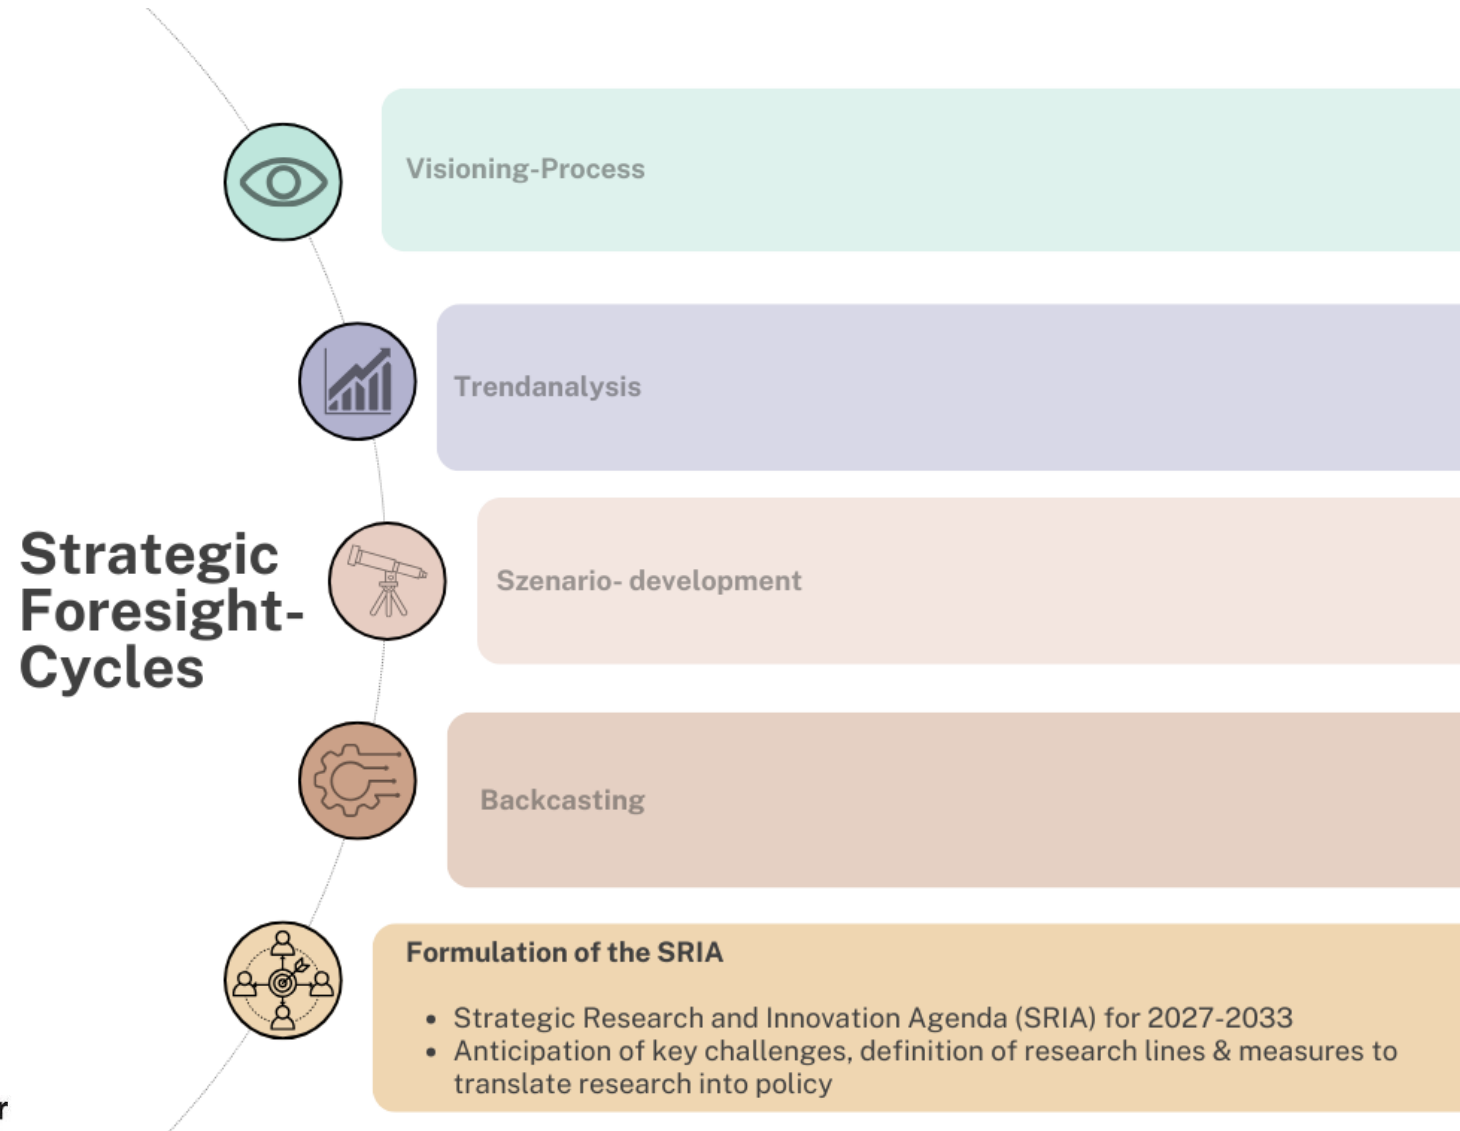 Visioning-Process
Trendanalysis
Strategic
Foresight-
Cycles
Szenario- development
Backcasting
Formulation of the SRIA
• Strategic Research and Innovation Agenda (SRIA) for 2027-2033
• Anticipation of key challenges, definition of research lines & measures to
translate research into policy
r